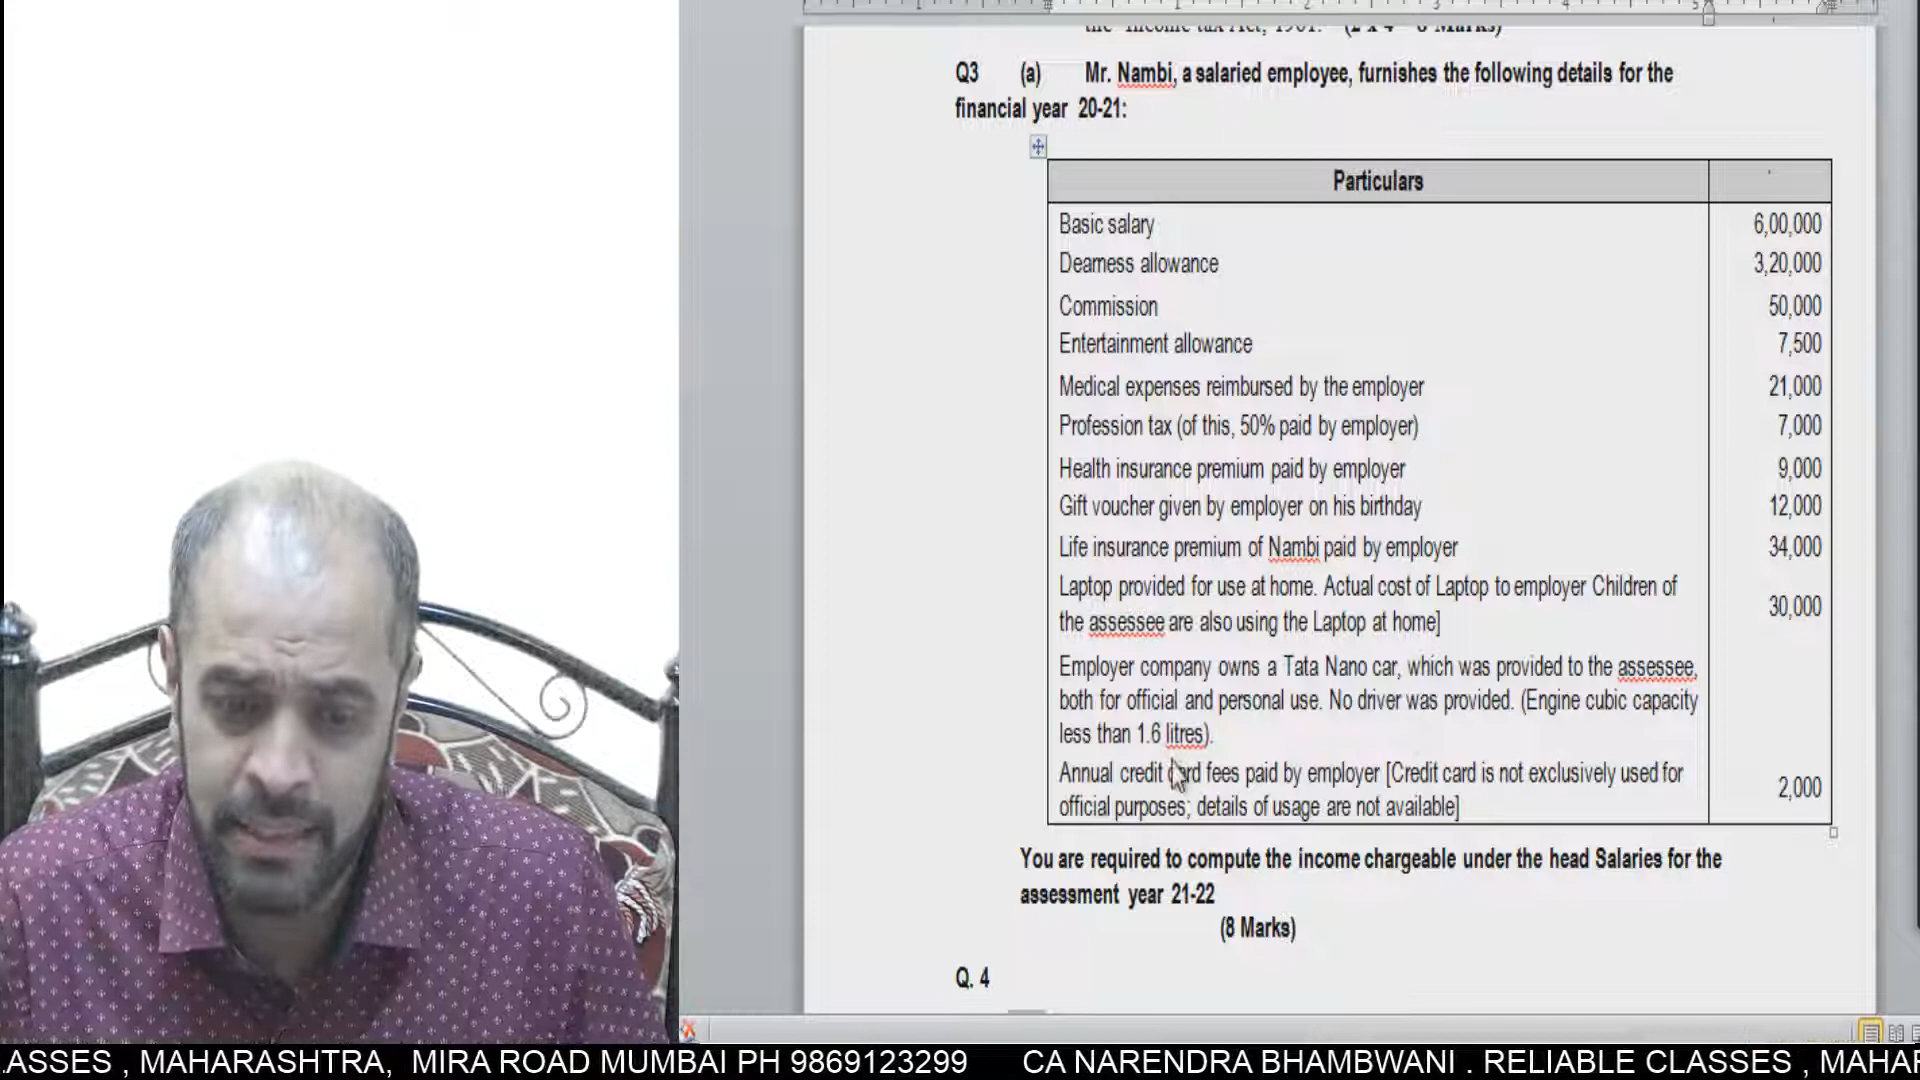 the Income tax Act, 1961. (2 x 4 8 Marks)
Q3 (a) Mr. Nambi, a salaried employee, furnishes the following details for the
financial year 20-21:
Particulars
Basic salary 6,00,000
Dearness allowance 3,20,000
Commission 50,000
Entertainment allowance 7,500
Medical expenses reimbursed by the employer 21,000
Profession tax (of this, 50% paid by employer) 7,000
Health insurance premium paid by employer 9,000
Gift voucher given by employer on his birthday 12,000
Life insurance premium of Nambi paid by employer 34,000
Laptop provided for use at home. Actual cost of Laptop to employer Children of
the assessee are also using the Laptop at home] 30,000
Employer company owns a Tata Nano car, which was provided to the assessee,
both for official and personal use. No driver was provided. (Engine cubic capacity
less than 1.6 litres).
Annual credit card fees paid by employer [Credit card is not exclusively used for
official purposes; details of usage are not available] 2,000
You are required to compute the income chargeable under the head Salaries for the
assessment year 21-22
(8 Marks)
Q. 4
LASSES , MAHARASHTRA, MIRA ROAD MUMBAI PH 9869123299 CA NARENDRA BHAMBWANI . RELIABLE CLASSES , MAHAR